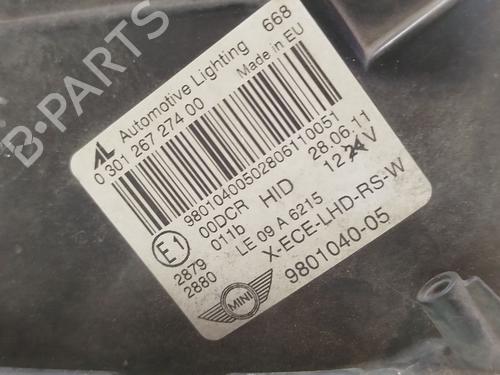 AL Automotive Lighting 668
0 301 267 274 00 Made in EU
98010400502806110051
00DCR HID 28.06.11
011b LE 09 A 6215 12 24 V
E1
2879 X-ECE-LHD-RS-W
2880 9801040-05
MINI
B-PARTS